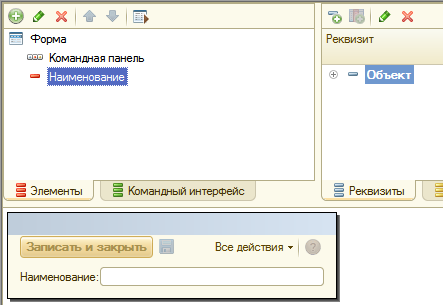 Форма
Командная панель
Наименование
Элементы
Командный интерфейс
Реквизит
Объект
Реквизиты
Записать и закрыть
Все действия
Наименование: